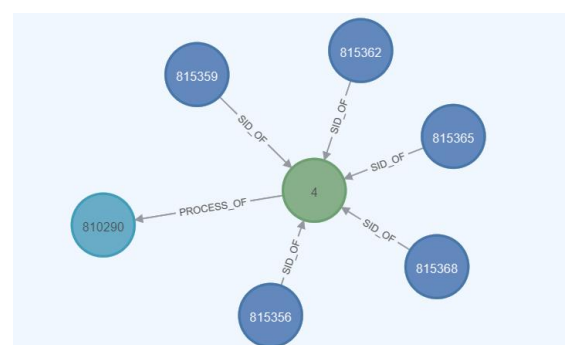 815362
815359
SID_OF
SID_OF
815365
SID_OF
4
PROCESS_OF
810290
SID_OF
SID_OF
815368
815356